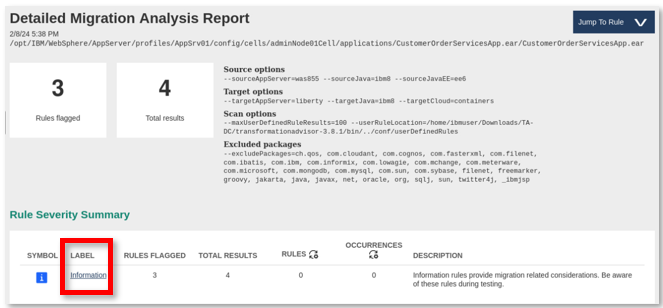 Detailed Migration Analysis Report
Jump To Rule
2/8/24 5:38 PM
/opt/IBM/WebSphere/AppServer/profiles/AppSrv01/config/cells/adminNode01Cell/applications/CustomerOrderServicesApp.ear/CustomerOrderServicesApp.ear
3
Rules flagged
4
Total results
Source options
--sourceAppServer=was855 --sourceJava=ibm8 --sourceJavaEE=ee6
Target options
--targetAppServer=liberty --targetJava=ibm8 --targetCloud=containers
Scan options
--maxUserDefinedRuleResults=100 --userRuleLocation=/home/ibmuser/Downloads/TA-
DC/transformationadvisor-3.8.1/bin/../conf/userDefinedRules
Excluded packages
--excludePackages=ch.qos, com.cloudant, com.cognos, com.fasterxml, com.filenet,
com.ibatis, com.ibm, com.informix, com.lowagie, com.mchange, com.meterware,
com.microsoft, com.mongodb, com.mysql, com.sun, com.sybase, filenet, freemarker,
groovy, jakarta, java, javax, net, oracle, org, sqlj, sun, twitter4j, _ibmjsp
Rule Severity Summary
SYMBOL LABEL RULES FLAGGED TOTAL RESULTS RULES OCCURRENCES DESCRIPTION
i Information 3 4 0 0 Information rules provide migration related considerations. Be aware
of these rules during testing.